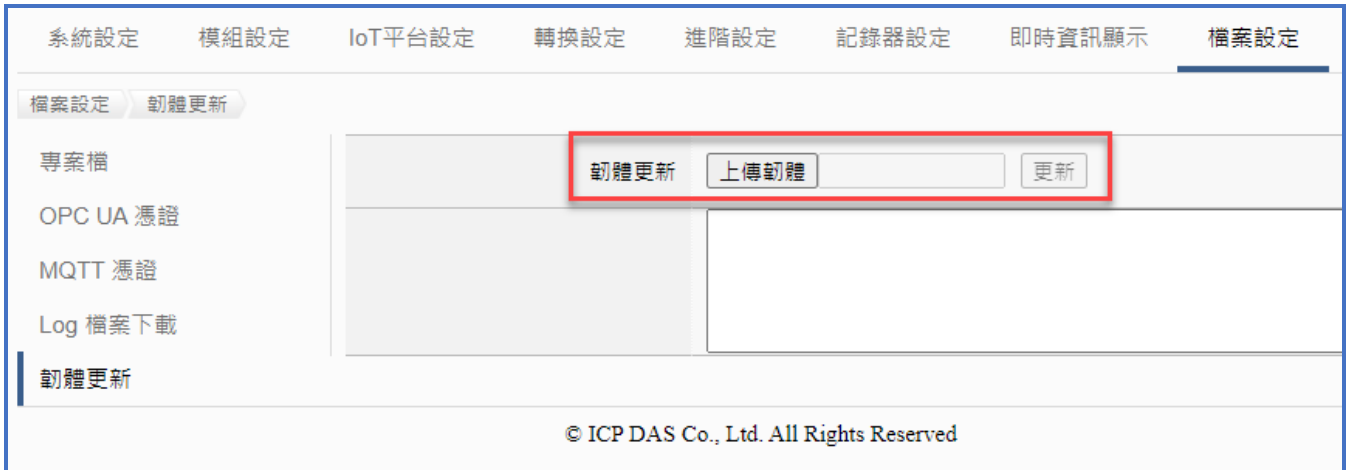 系統設定 模組設定 IoT平台設定 轉換設定 進階設定 記錄器設定 即時資訊顯示 檔案設定
檔案設定 韌體更新
專案檔
OPC UA 憑證
MQTT 憑證
Log 檔案下載
韌體更新
韌體更新 上傳韌體 更新
© ICP DAS Co., Ltd. All Rights Reserved